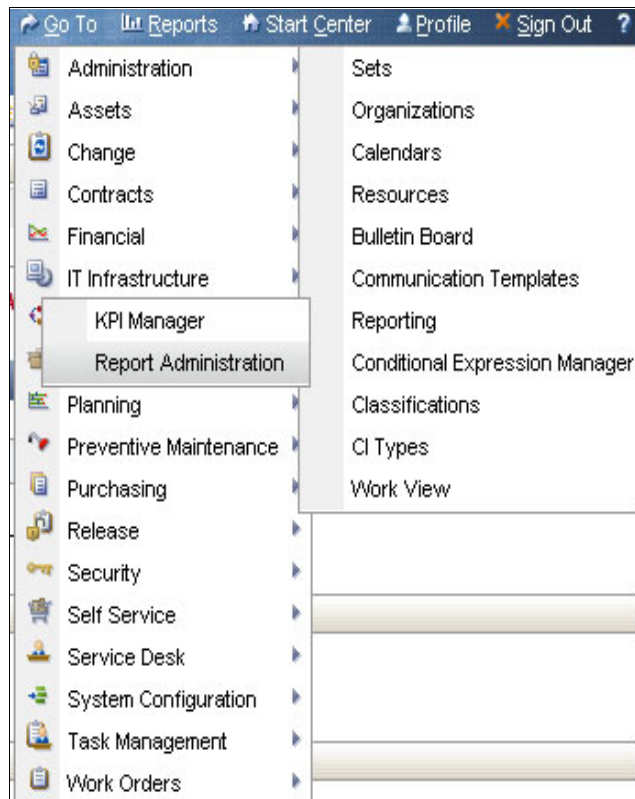 Go To Reports Start Center Profile Sign Out ?
Administration
Assets
Change
Contracts
Financial
IT Infrastructure
KPI Manager
Report Administration
Planning
Preventive Maintenance
Purchasing
Release
Security
Self Service
Service Desk
System Configuration
Task Management
Work Orders
Sets
Organizations
Calendars
Resources
Bulletin Board
Communication Templates
Reporting
Conditional Expression Manager
Classifications
CI Types
Work View